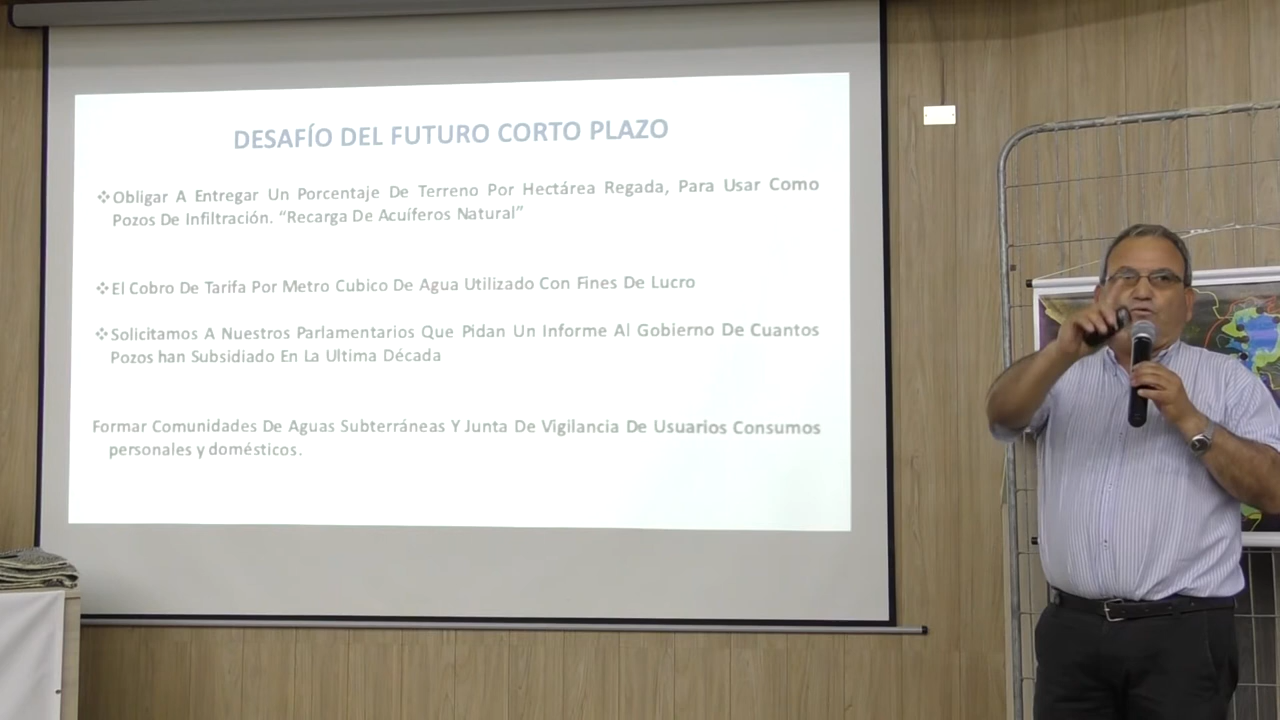 DESAFÍO DEL FUTURO CORTO PLAZO
❖Obligar A Entregar Un Porcentaje De Terreno Por Hectárea Regada, Para Usar Como
Pozos De Infiltración. “Recarga De Acuíferos Natural”
❖El Cobro De Tarifa Por Metro Cubico De Agua Utilizado Con Fines De Lucro
❖Solicitamos A Nuestros Parlamentarios Que Pidan Un Informe Al Gobierno De Cuantos
Pozos han Subsidiado En La Ultima Década
Formar Comunidades De Aguas Subterráneas Y Junta De Vigilancia De Usuarios Consumos
personales y domésticos.